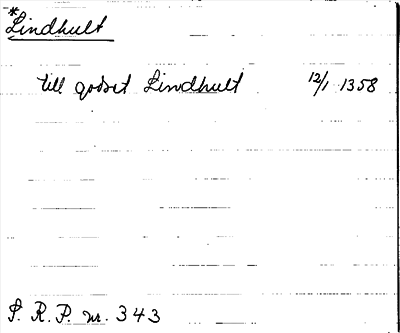 *Lindhult
till godset Lindhult 12/1 1358
S. R. P. nr. 343